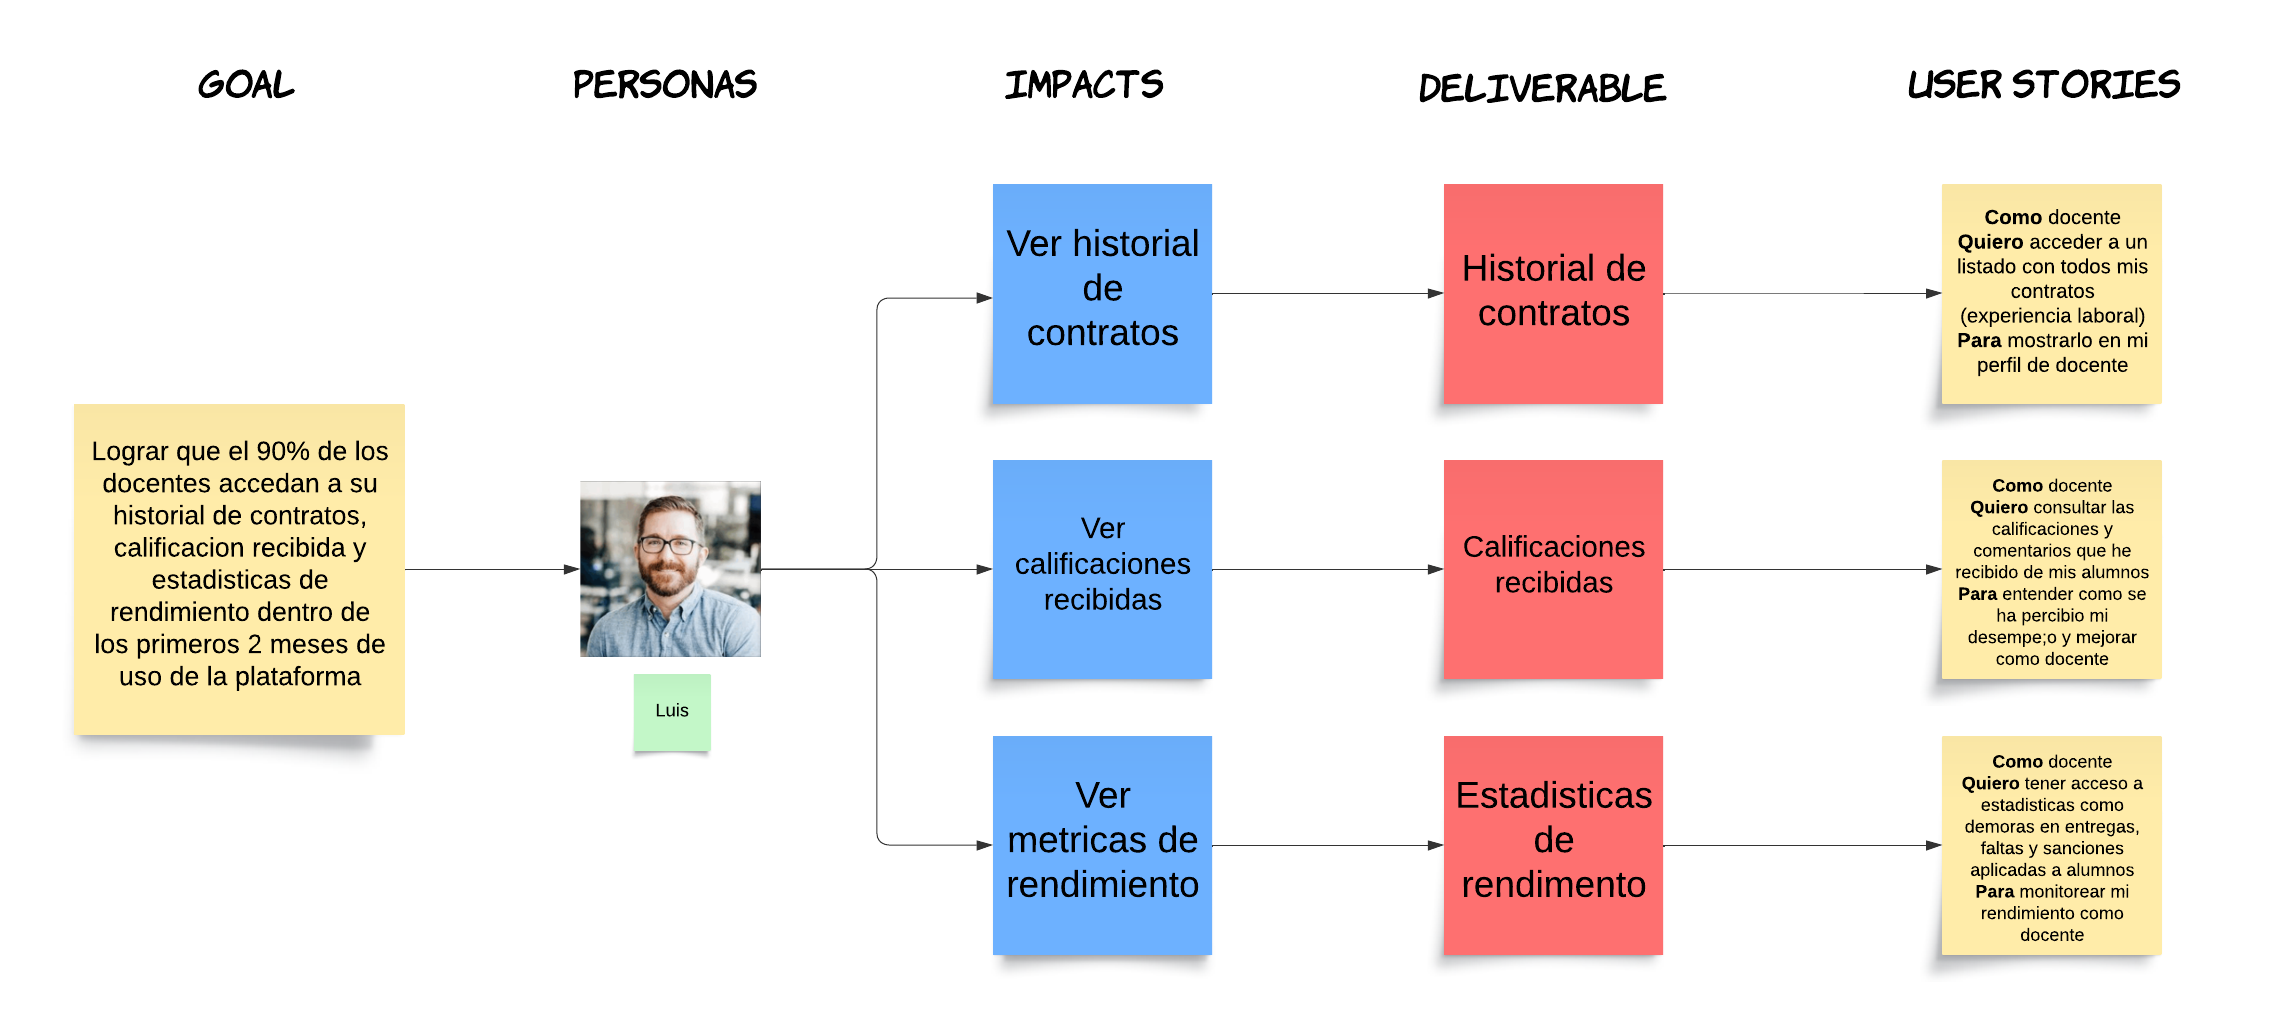 GOAL
PERSONAS
IMPACTS
DELIVERABLE
USER STORIES
Lograr que el 90% de los
docentes accedan a su
historial de contratos,
calificacion recibida y
estadisticas de
rendimiento dentro de
los primeros 2 meses de
uso de la plataforma
Luis
Ver historial
de
contratos
Historial de
contratos
Como docente
Quiero acceder a un
listado con todos mis
contratos
(experiencia laboral)
Para mostrarlo en mi
perfil de docente
Ver
calificaciones
recibidas
Calificaciones
recibidas
Como docente
Quiero consultar las
calificaciones y
comentarios que he
recibido de mis alumnos
Para entender como se
ha percibio mi
desempe;o y mejorar
como docente
Ver
metricas de
rendimiento
Estadisticas
de
rendimento
Como docente
Quiero tener acceso a
estadisticas como
demoras en entregas,
faltas y sanciones
aplicadas a alumnos
Para monitorear mi
rendimiento como
docente